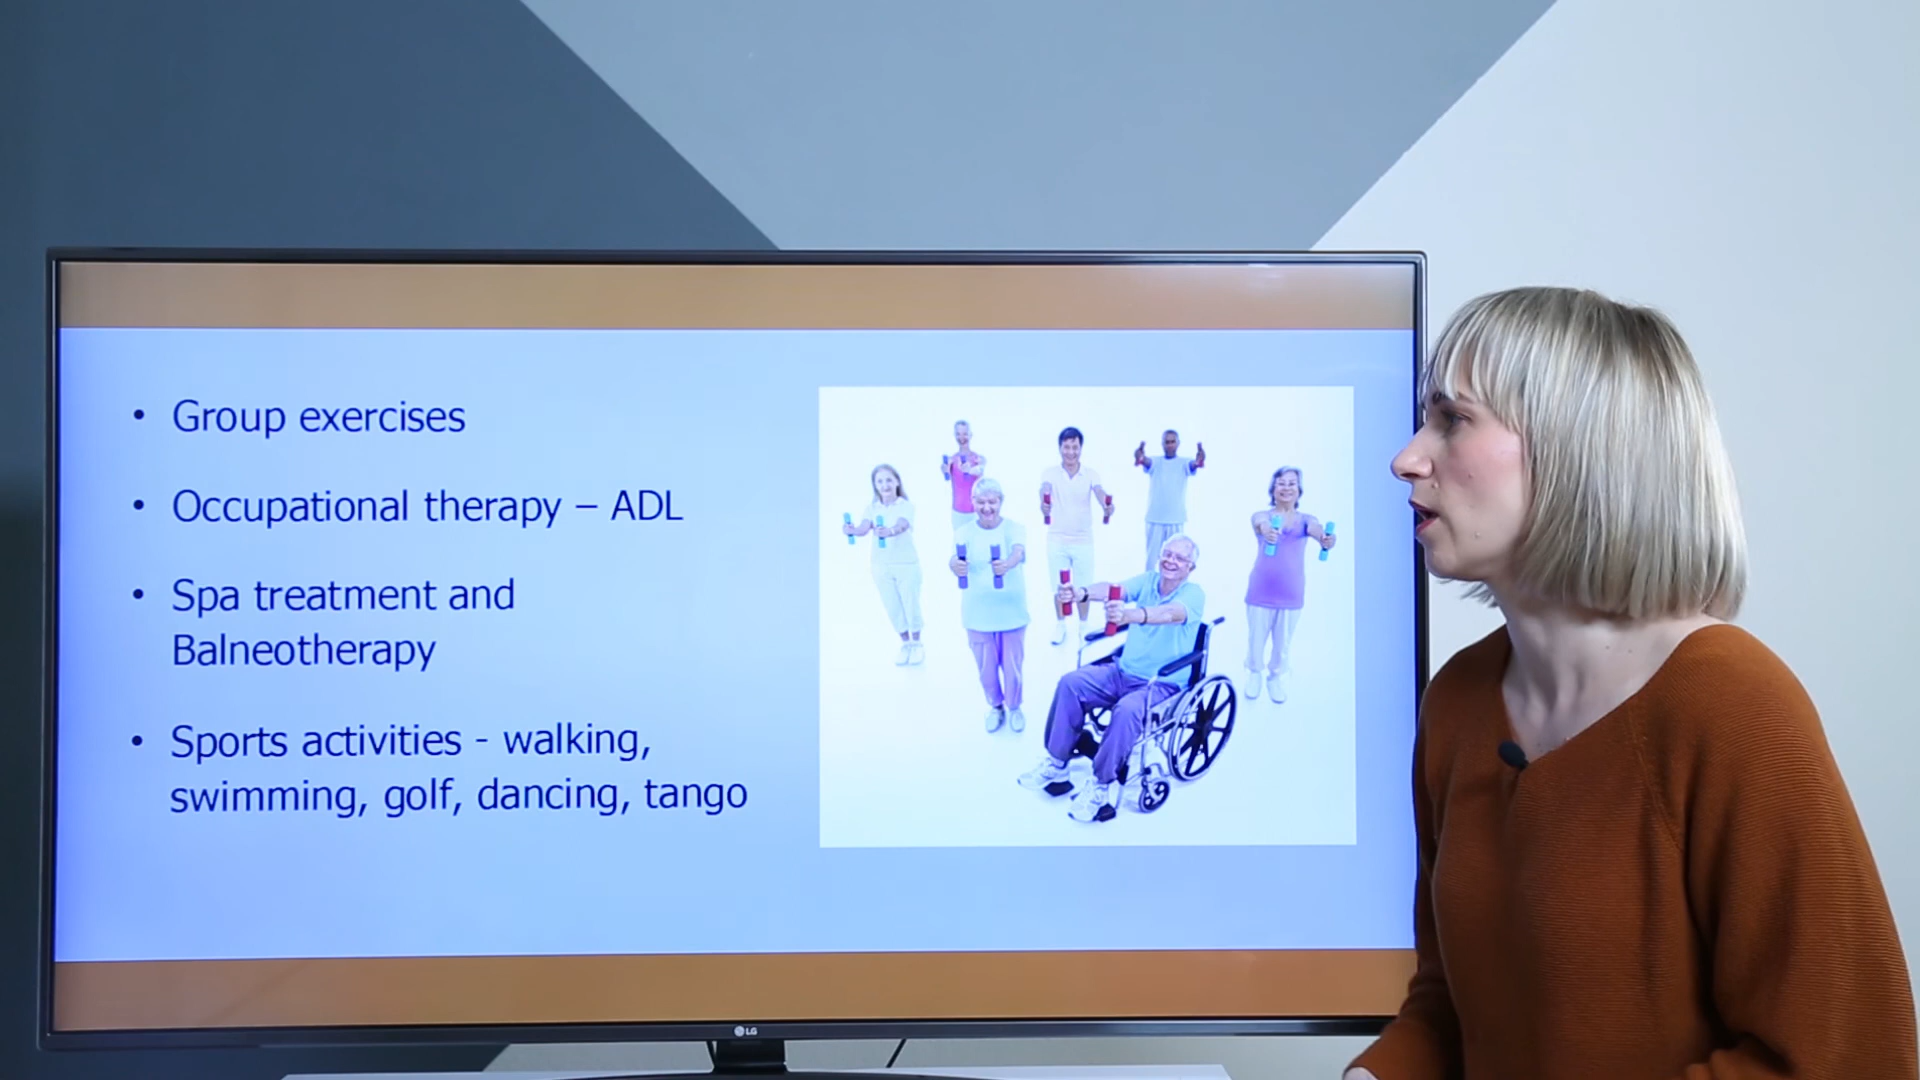 • Group exercises
• Occupational therapy – ADL
• Spa treatment and
Balneotherapy
• Sports activities - walking,
swimming, golf, dancing, tango
LG